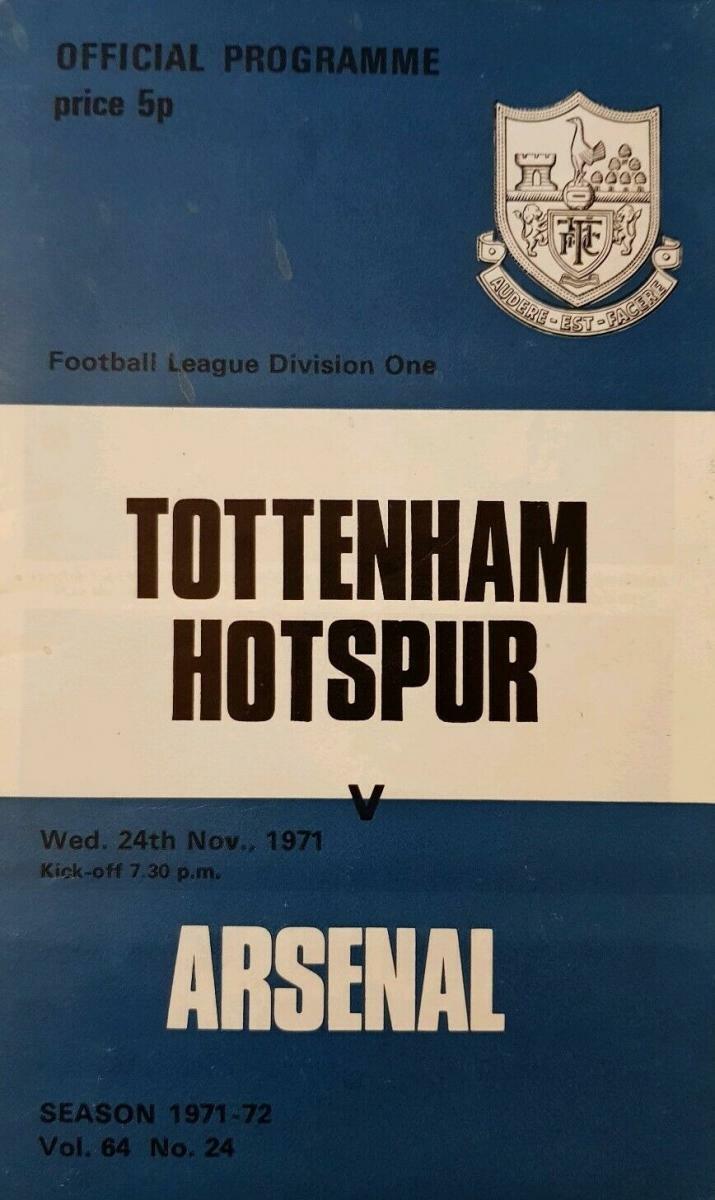 OFFICIAL PROGRAMME
price 5p
THFC
AUDERE-EST-FACERE
Football League Division One
TOTTENHAM
HOTSPUR
v
Wed. 24th Nov., 1971
Kick-off 7.30 p.m.
ARSENAL
SEASON 1971-72
Vol. 64 No. 24